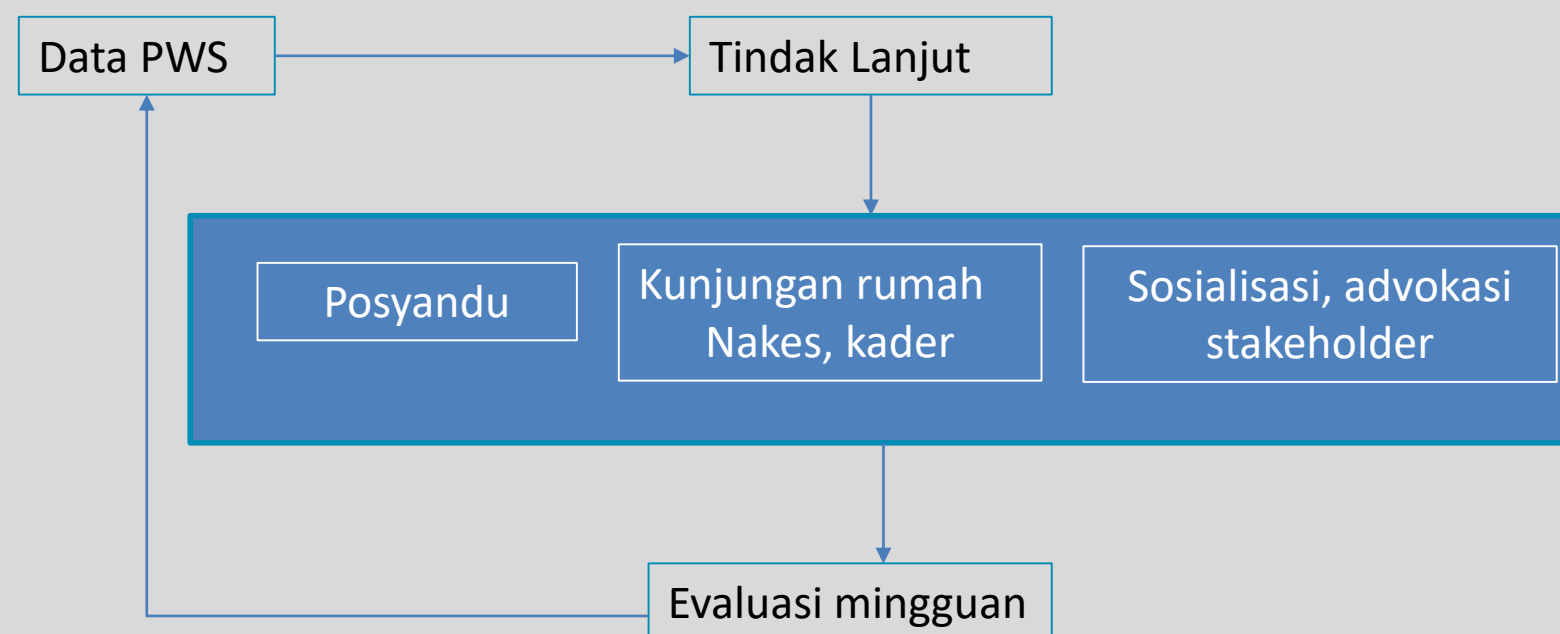 Data PWS
Tindak Lanjut
Posyandu
Kunjungan rumah
Nakes, kader
Sosialisasi, advokasi
stakeholder
Evaluasi mingguan